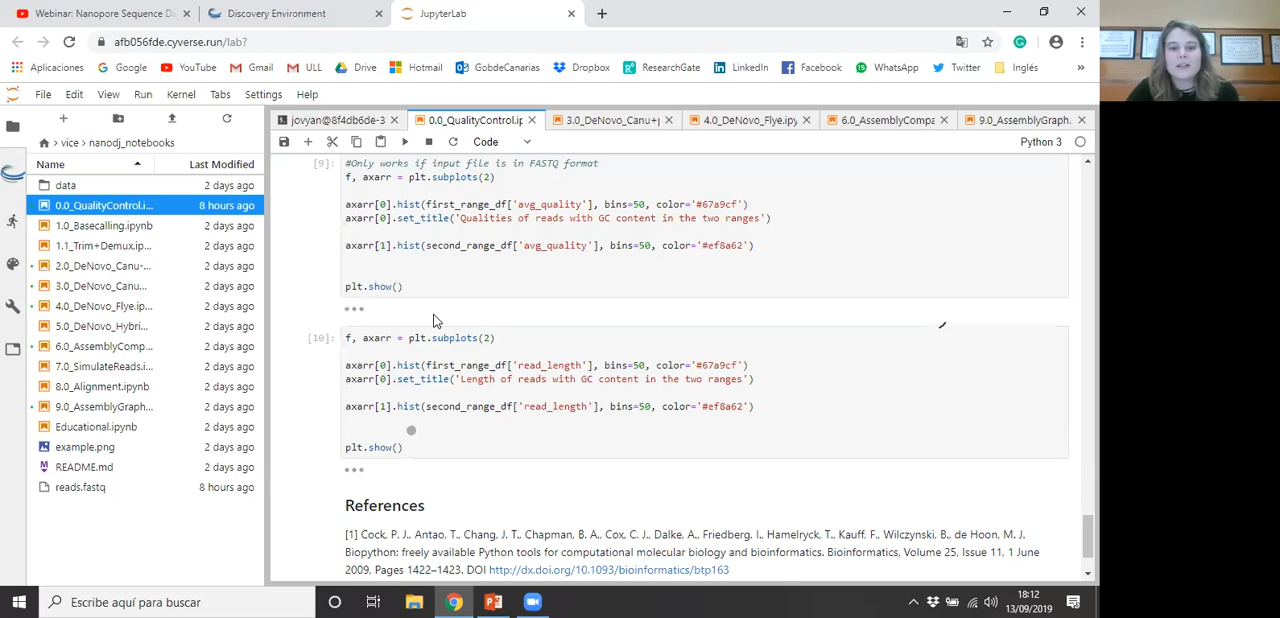 Webinar: Nanopore Sequence Da
Discovery Environment
JupyterLab
afb056fde.cyverse.run/lab?
Aplicaciones
Google
YouTube
Gmail
ULL
Drive
Hotmail
OutDeCanarias
Dropbox
ResearchGate
LinkedIn
Facebook
WhatsApp
Twitter
Inglés
File Edit View Run Kernel Tabs Settings Help
jovyan@8f4db6de-3
0.0_QualityControl.ip
3.0_DeNovo_Canu+
4.0_DeNovo_Flye.ipy
6.0_AssemblyCompa
9.0_AssemblyGraph.
Code
Python 3
/ vice / nanodj_notebooks
Name Last Modified
data 2 days ago
0.0_QualityControl.i... 8 hours ago
1.0_Basecalling.ipynb 2 days ago
1.1_Trim+Demux.ipynb 2 days ago
2.0_DeNovo_Canu-... 2 days ago
3.0_DeNovo_Canu... 2 days ago
4.0_DeNovo_Flye.ip... 2 days ago
5.0_DeNovo_Hybri... 2 days ago
6.0_AssemblyComp... 2 days ago
7.0_SimulateReads.i... 2 days ago
8.0_Alignment.ipynb 2 days ago
9.0_AssemblyGraph... 2 days ago
Educational.ipynb 2 days ago
example.png 2 days ago
README.md 2 days ago
reads.fastq 8 hours ago
[9]: #Only works if input file is in FASTQ format
f, axarr = plt.subplots(2)
axarr[0].hist(first_range_df['avg_quality'], bins=50, color='#67a9cf')
axarr[0].set_title('Qualities of reads with GC content in the two ranges')
axarr[1].hist(second_range_df['avg_quality'], bins=50, color='#ef8a62')
plt.show()
[10]: f, axarr = plt.subplots(2)
axarr[0].hist(first_range_df['read_length'], bins=50, color='#67a9cf')
axarr[0].set_title('Length of reads with GC content in the two ranges')
axarr[1].hist(second_range_df['read_length'], bins=50, color='#ef8a62')
plt.show()
References
[1] Cock, P. J., Antao, T., Chang, J. T., Chapman, B. A., Cox, C. J., Dalke, A., Friedberg, I., Hamelryck, T., Kauff, F., Wilczynski, B., de Hoon, M. J.
Biopython: freely available Python tools for computational molecular biology and bioinformatics. Bioinformatics, Volume 25, Issue 11, 1 June
2009, Pages 1422–1423. DOI http://dx.doi.org/10.1093/bioinformatics/btp163
Escribe aquí para buscar
18:12
13/09/2019